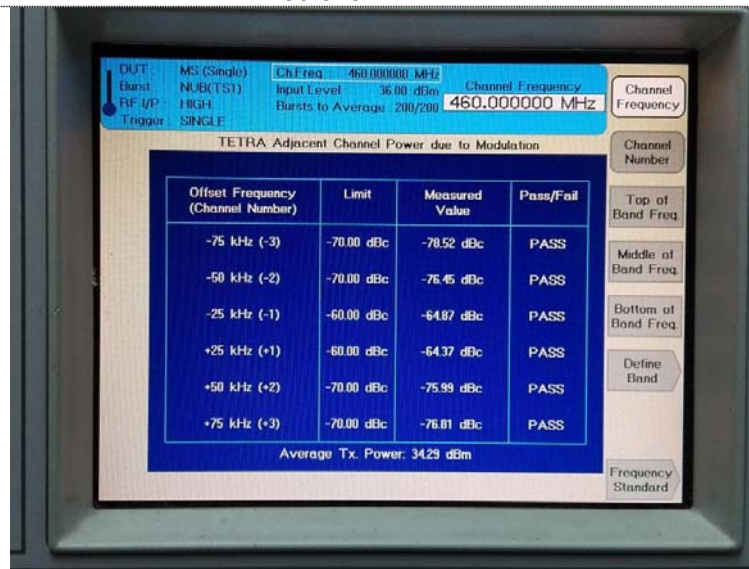 DUT : MS (Single) Ch.Freq : 460.000000 MHz
Burst : NUB(TS1) Input Level : 36.00 dBm Channel Frequency
RF I/P : HIGH Bursts to Average : 200/200 460.000000 MHz
Trigger : SINGLE
TETRA Adjacent Channel Power due to Modulation
Offset Frequency (Channel Number) Limit Measured Value Pass/Fail
-75 kHz (-3) -70.00 dBc -78.52 dBc PASS
-50 kHz (-2) -70.00 dBc -76.45 dBc PASS
-25 kHz (-1) -60.00 dBc -64.87 dBc PASS
+25 kHz (+1) -60.00 dBc -64.37 dBc PASS
+50 kHz (+2) -70.00 dBc -75.99 dBc PASS
+75 kHz (+3) -70.00 dBc -76.81 dBc PASS
Average Tx. Power: 34.29 dBm
Channel
Frequency
Channel
Number
Top of
Band Freq.
Middle of
Band Freq.
Bottom of
Band Freq.
Define
Band
Frequency
Standard